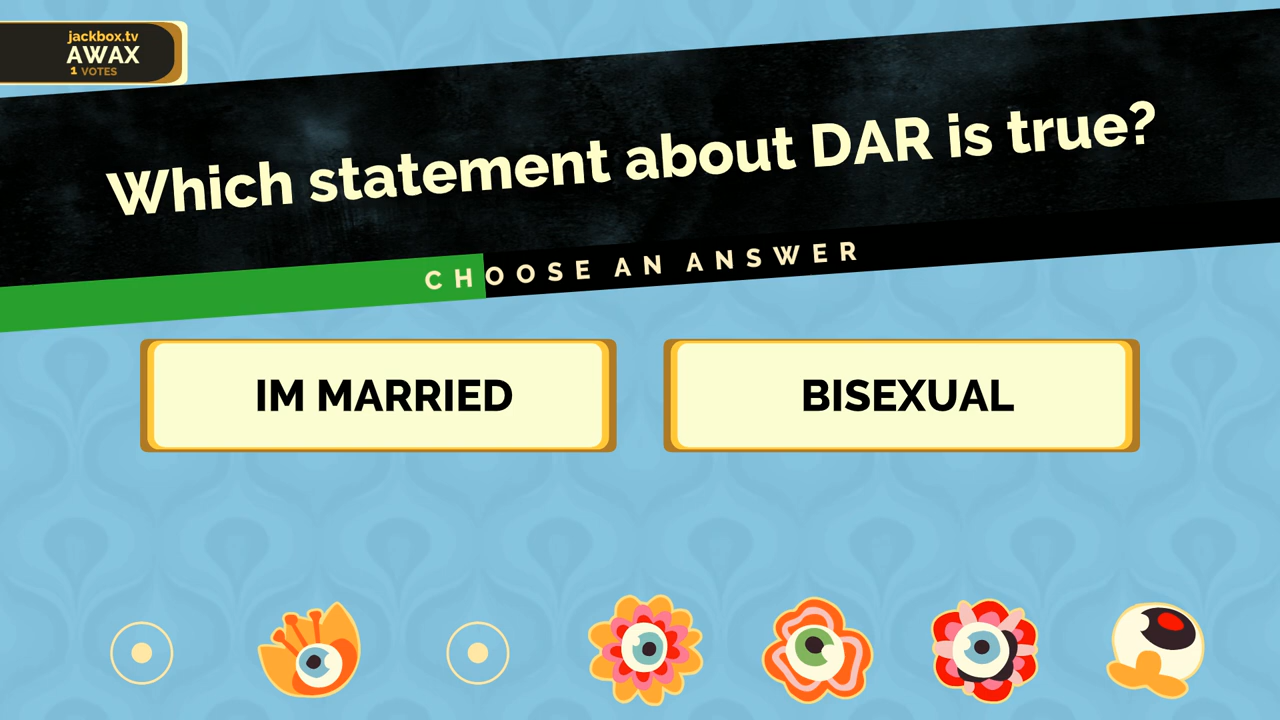 jackbox.tv
AWAX
1 VOTES
Which statement about DAR is true?
CHOOSE AN ANSWER
IM MARRIED
BISEXUAL